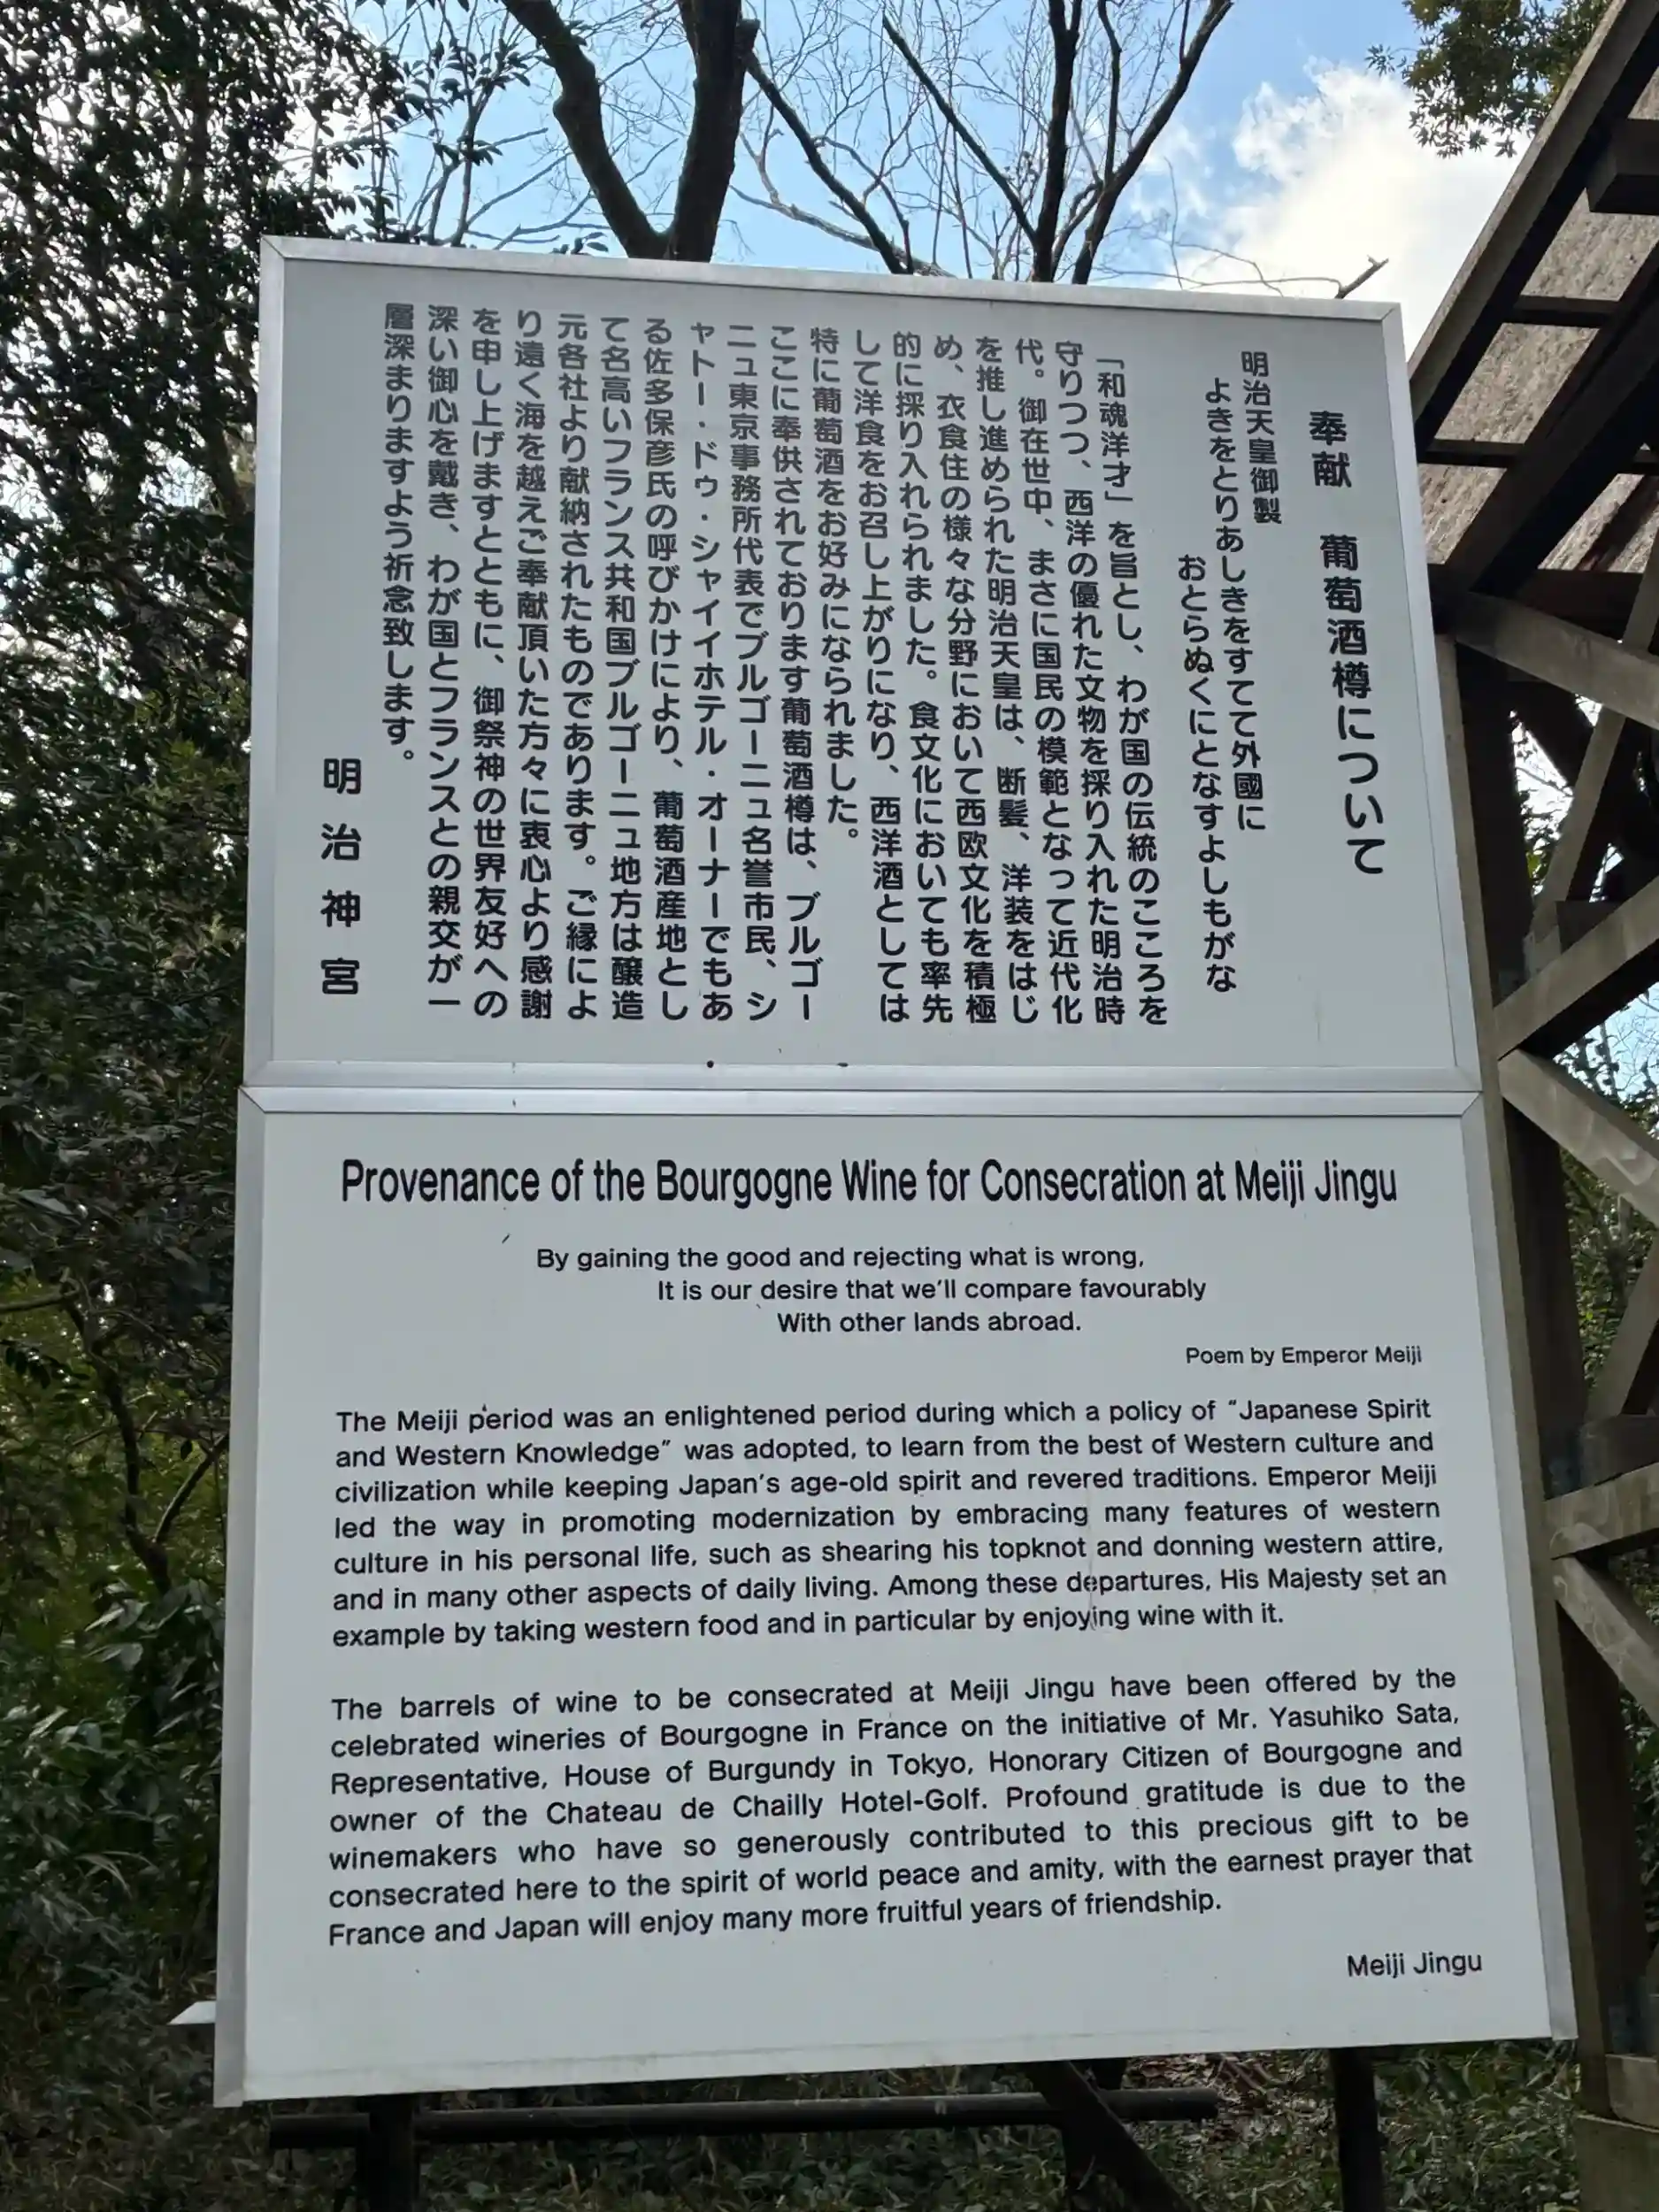 奉献　葡萄酒樽について
明治天皇御製
よきをとりあしきをすてて外國に
おとらぬくにとなすよしもがな
「和魂洋才」を旨とし、わが国の伝統のこころを
守りつつ、西洋の優れた文物を採り入れた明治時
代。御在世中、まさに国民の模範となって近代化
を推し進められた明治天皇は、断髪、洋装をはじ
め、衣食住の様々な分野において西欧文化を積極
的に採り入れられました。食文化においても率先
して洋食をお召し上がりになり、西洋酒としては
特に葡萄酒をお好みになられました。
ここに奉供されております葡萄酒樽は、ブルゴー
ニュ東京事務所代表でブルゴーニュ名誉市民、シ
ャトー・ドゥ・シャイイホテル・オーナーでもあ
る佐多保彦氏の呼びかけにより、葡萄酒産地とし
て名高いフランス共和国ブルゴーニュ地方は醸造
元各社より献納されたものであります。ご縁によ
り遠く海を越えご奉献頂いた方々に衷心より感謝
を申し上げますとともに、御祭神の世界友好への
深い御心を戴き、わが国とフランスとの親交が一
層深まりますよう祈念致します。
明治神宮
Provenance of the Bourgogne Wine for Consecration at Meiji Jingu
By gaining the good and rejecting what is wrong,
It is our desire that we'll compare favourably
With other lands abroad.
Poem by Emperor Meiji
The Meiji period was an enlightened period during which a policy of "Japanese Spirit
and Western Knowledge" was adopted, to learn from the best of Western culture and
civilization while keeping Japan's age-old spirit and revered traditions. Emperor Meiji
led the way in promoting modernization by embracing many features of western
culture in his personal life, such as shearing his topknot and donning western attire,
and in many other aspects of daily living. Among these departures, His Majesty set an
example by taking western food and in particular by enjoying wine with it.
The barrels of wine to be consecrated at Meiji Jingu have been offered by the
celebrated wineries of Bourgogne in France on the initiative of Mr. Yasuhiko Sata,
Representative, House of Burgundy in Tokyo, Honorary Citizen of Bourgogne and
owner of the Chateau de Chailly Hotel-Golf. Profound gratitude is due to the
winemakers who have so generously contributed to this precious gift to be
consecrated here to the spirit of world peace and amity, with the earnest prayer that
France and Japan will enjoy many more fruitful years of friendship.
Meiji Jingu